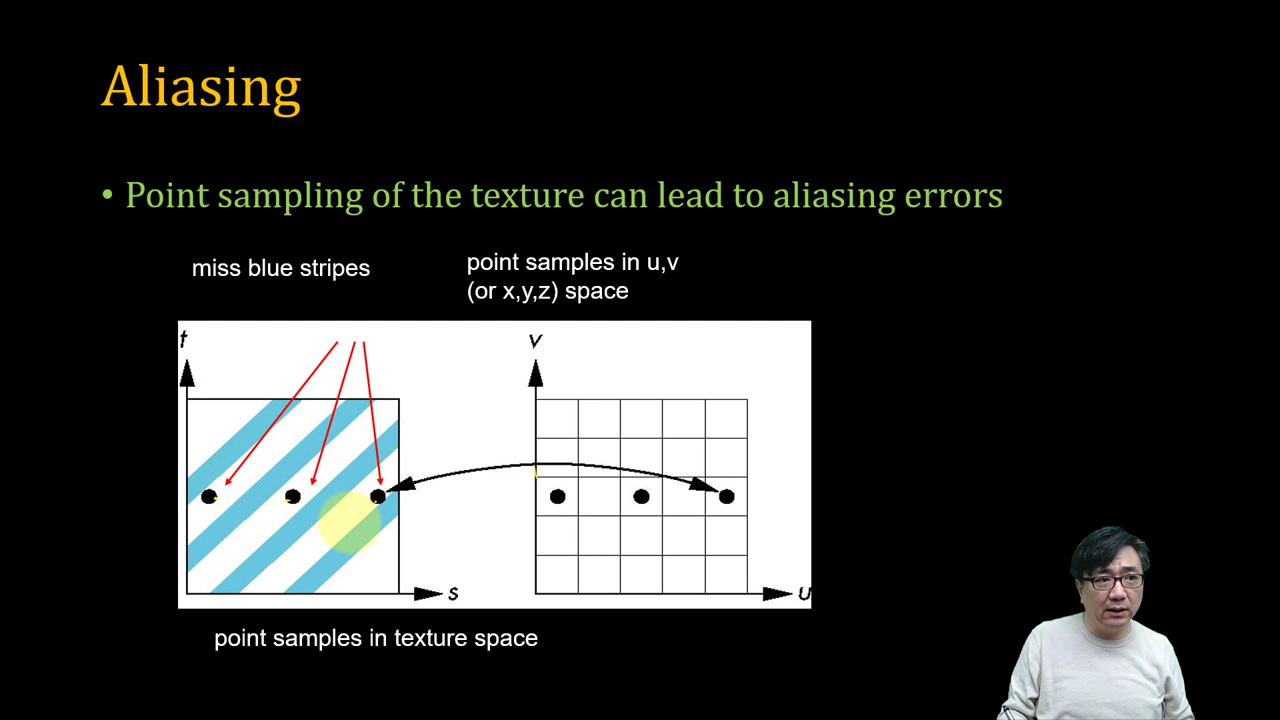 Aliasing
• Point sampling of the texture can lead to aliasing errors
miss blue stripes
point samples in u,v
(or x,y,z) space
t
v
s
u
point samples in texture space